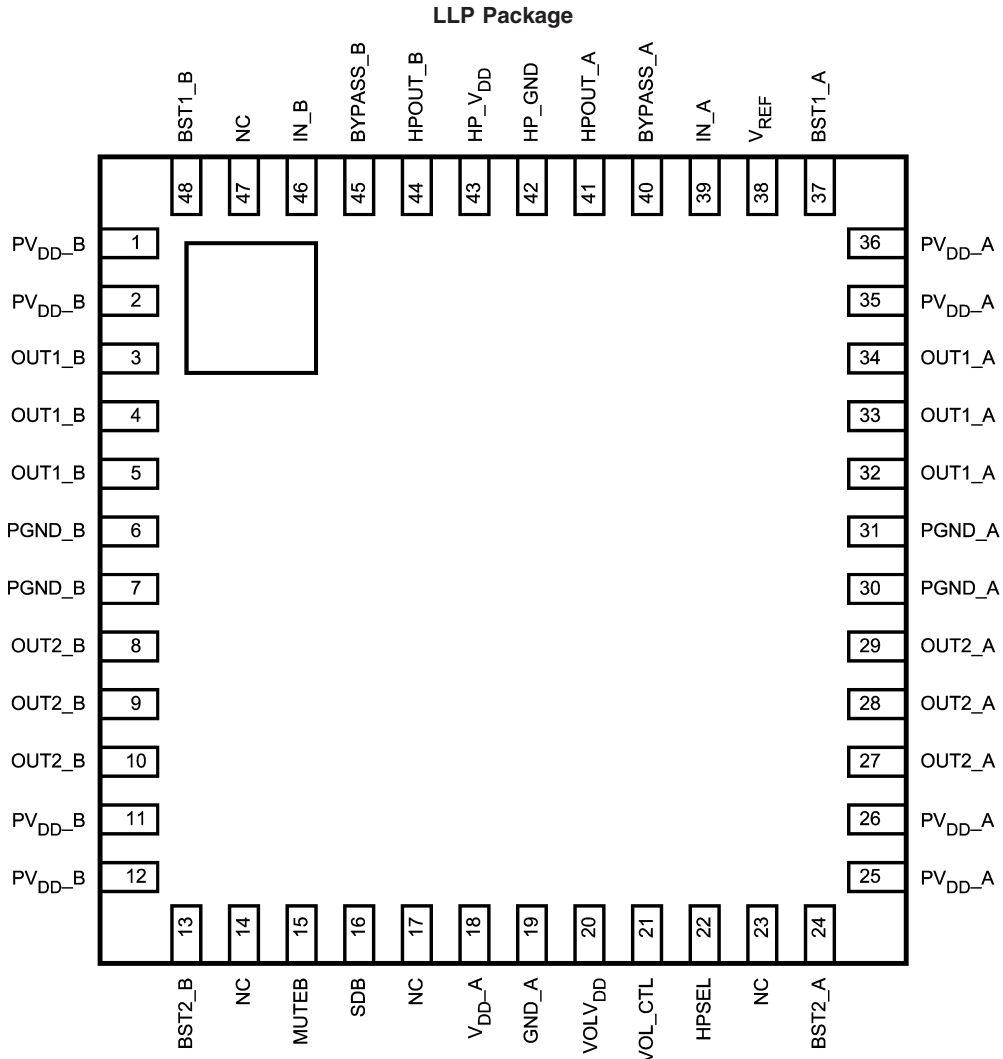 LLP Package
BST1_B
NC
IN_B
BYPASS_B
HPOUT_B
HP_VDD
HP_GND
HPOUT_A
BYPASS_A
IN_A
VREF
BST1_A
48 47 46 45 44 43 42 41 40 39 38 37
PVDD_B 1 36 PVDD_A
PVDD_B 2 35 PVDD_A
OUT1_B 3 34 OUT1_A
OUT1_B 4 33 OUT1_A
OUT1_B 5 32 OUT1_A
PGND_B 6 31 PGND_A
PGND_B 7 30 PGND_A
OUT2_B 8 29 OUT2_A
OUT2_B 9 28 OUT2_A
OUT2_B 10 27 OUT2_A
PVDD_B 11 26 PVDD_A
PVDD_B 12 25 PVDD_A
13 14 15 16 17 18 19 20 21 22 23 24
BST2_B
NC
MUTEB
SDB
NC
VDD_A
GND_A
VOLVDD
VOL_CTL
HPSEL
NC
BST2_A